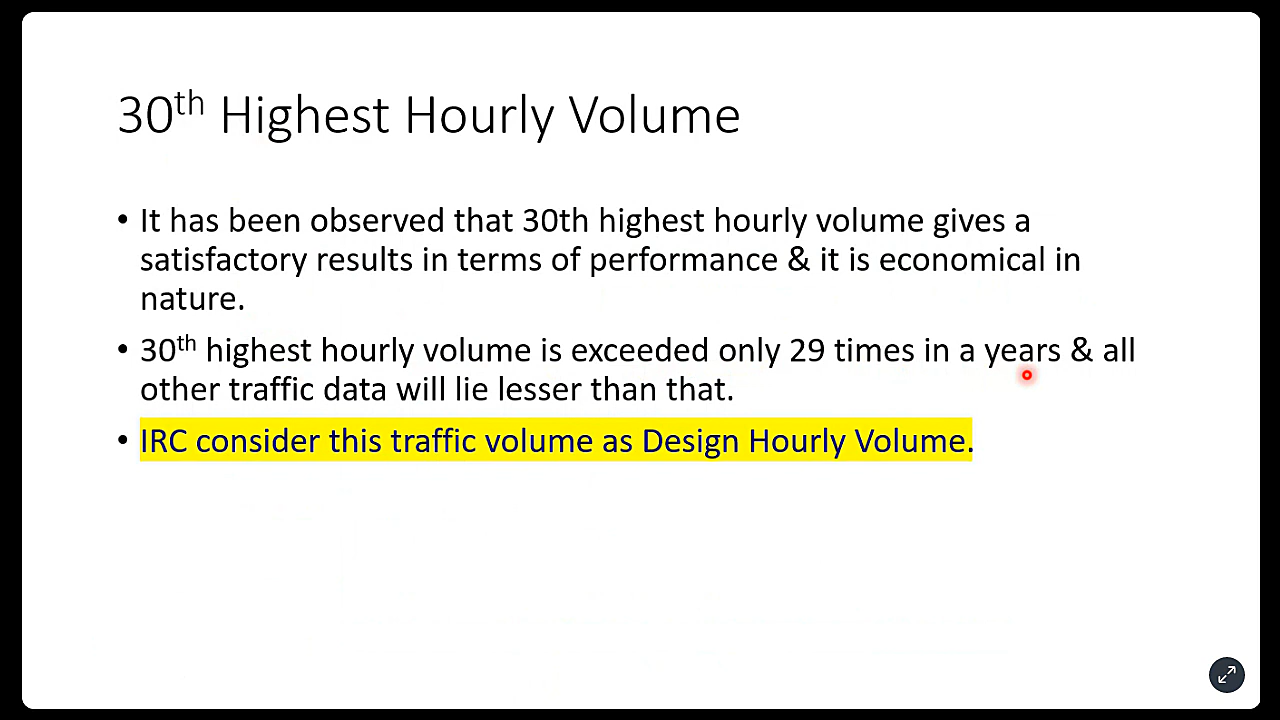 30th Highest Hourly Volume
• It has been observed that 30th highest hourly volume gives a
satisfactory results in terms of performance & it is economical in
nature.
• 30th highest hourly volume is exceeded only 29 times in a years & all
other traffic data will lie lesser than that.
• IRC consider this traffic volume as Design Hourly Volume.